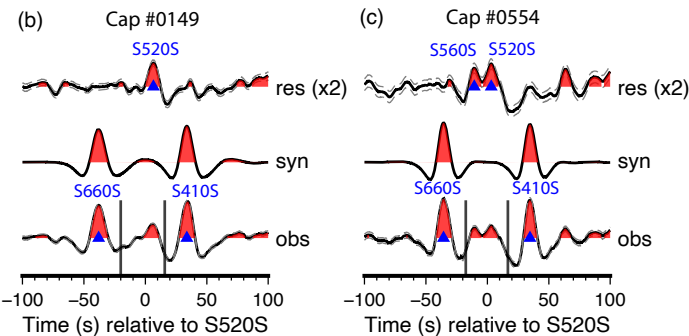 (b)
Cap #0149
S520S
res (x2)
syn
S660S
S410S
obs
−100 −50 0 50 100
Time (s) relative to S520S
(c)
Cap #0554
S560S
S520S
res (x2)
syn
S660S
S410S
obs
−100 −50 0 50 100
Time (s) relative to S520S